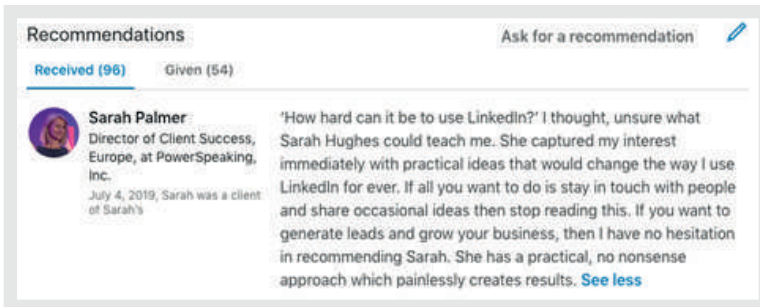 Recommendations
Ask for a recommendation
Received (96)
Given (54)
Sarah Palmer
Director of Client Success,
Europe, at PowerSpeaking,
Inc.
July 4, 2019, Sarah was a client
of Sarah's
‘How hard can it be to use LinkedIn?’ I thought, unsure what
Sarah Hughes could teach me. She captured my interest
immediately with practical ideas that would change the way I use
LinkedIn for ever. If all you want to do is stay in touch with people
and share occasional ideas then stop reading this. If you want to
generate leads and grow your business, then I have no hesitation
in recommending Sarah. She has a practical, no nonsense
approach which painlessly creates results. See less